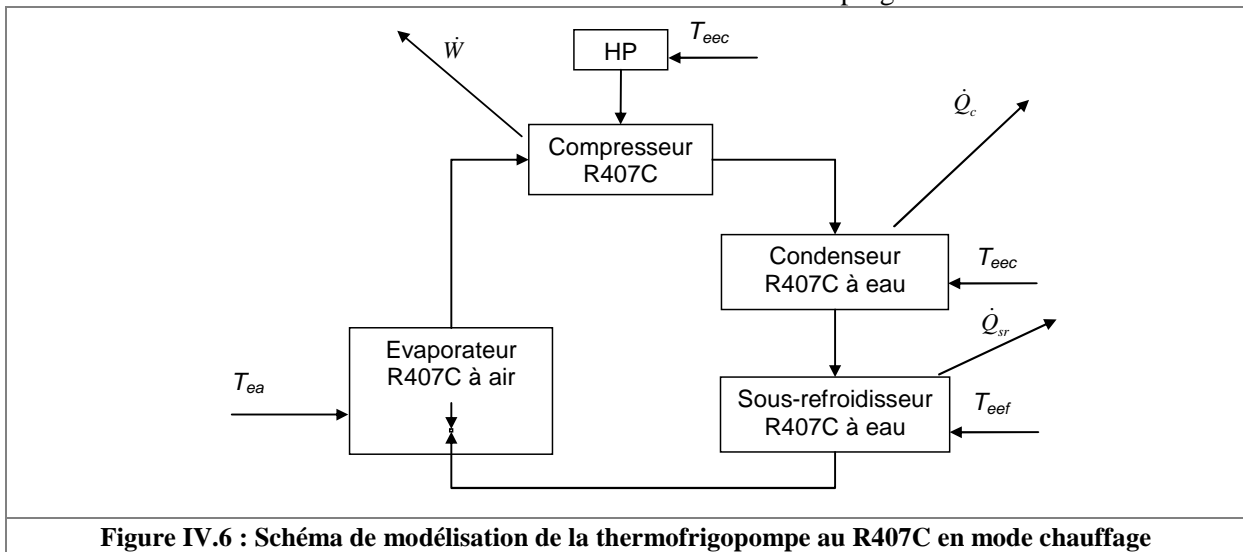 HP
T_eec
Ẇ
Q̇_c
Compresseur
R407C
Condenseur
R407C à eau
T_eec
Q̇_sr
Evaporateur
R407C à air
T_ea
Sous-refroidisseur
R407C à eau
T_eef
Figure IV.6 : Schéma de modélisation de la thermofrigopompe au R407C en mode chauffage